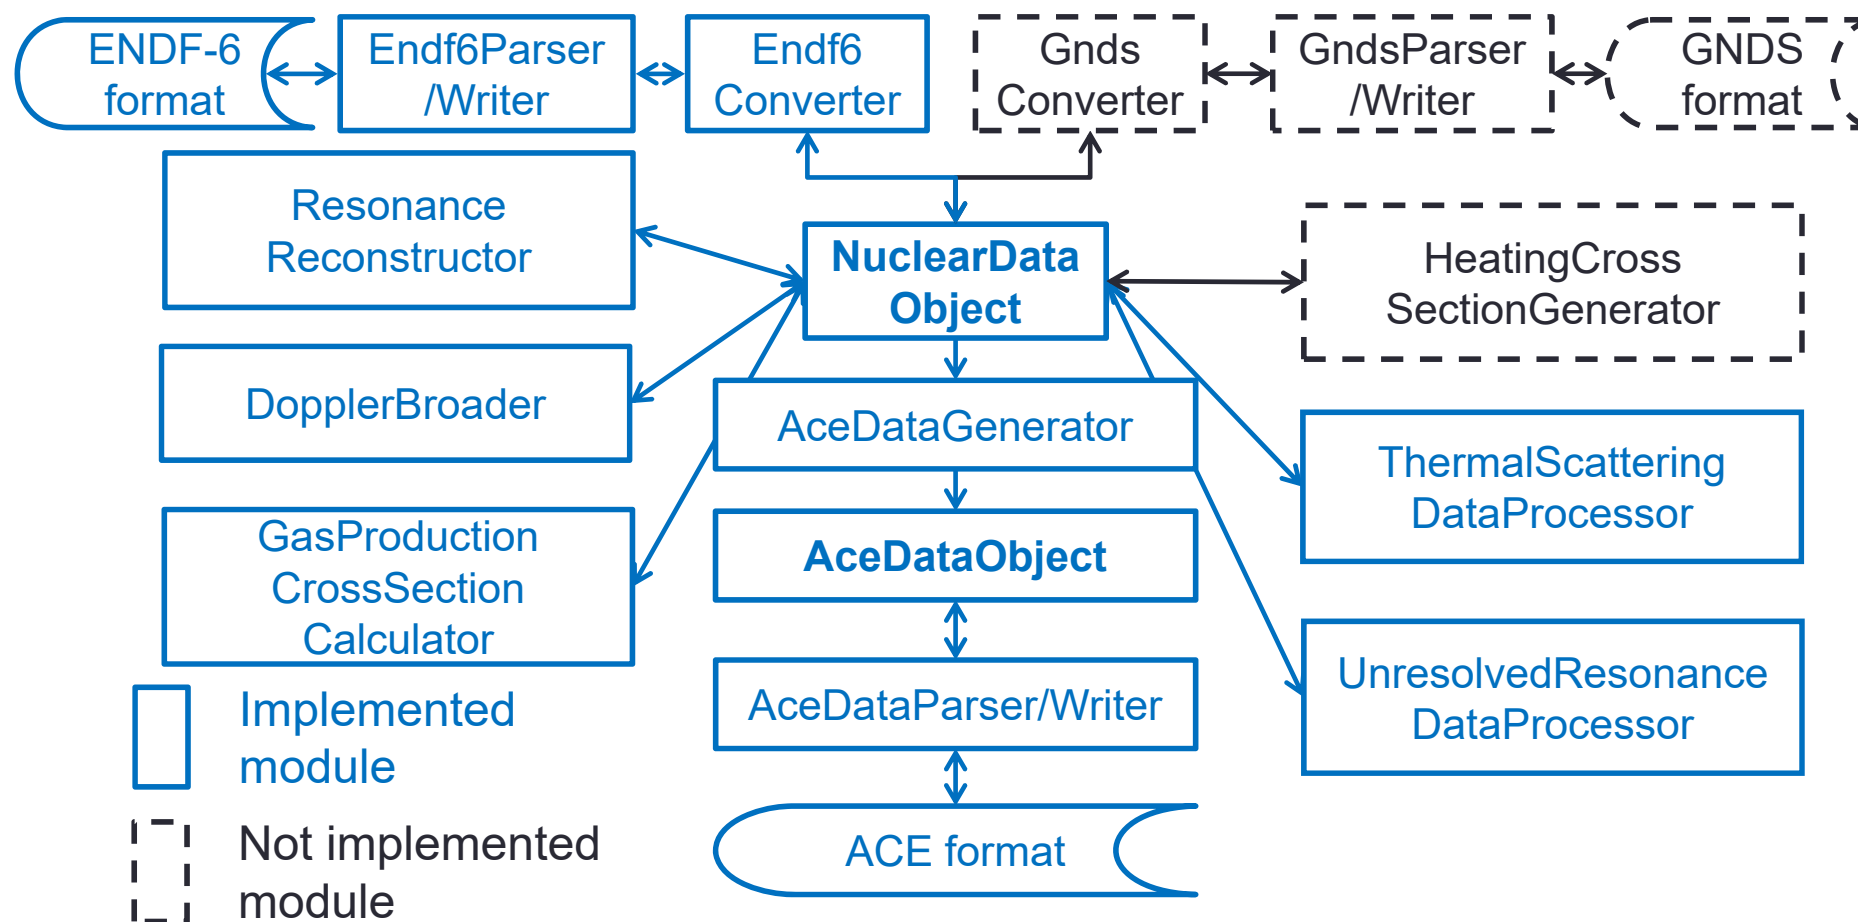 ENDF-6
format
Endf6Parser
/Writer
Endf6
Converter
Gnds
Converter
GndsParser
/Writer
GNDS
format
Resonance
Reconstructor
NuclearData
Object
HeatingCross
SectionGenerator
DopplerBroader
AceDataGenerator
ThermalScattering
DataProcessor
GasProduction
CrossSection
Calculator
AceDataObject
UnresolvedResonance
DataProcessor
AceDataParser/Writer
Implemented
module
ACE format
Not implemented
module